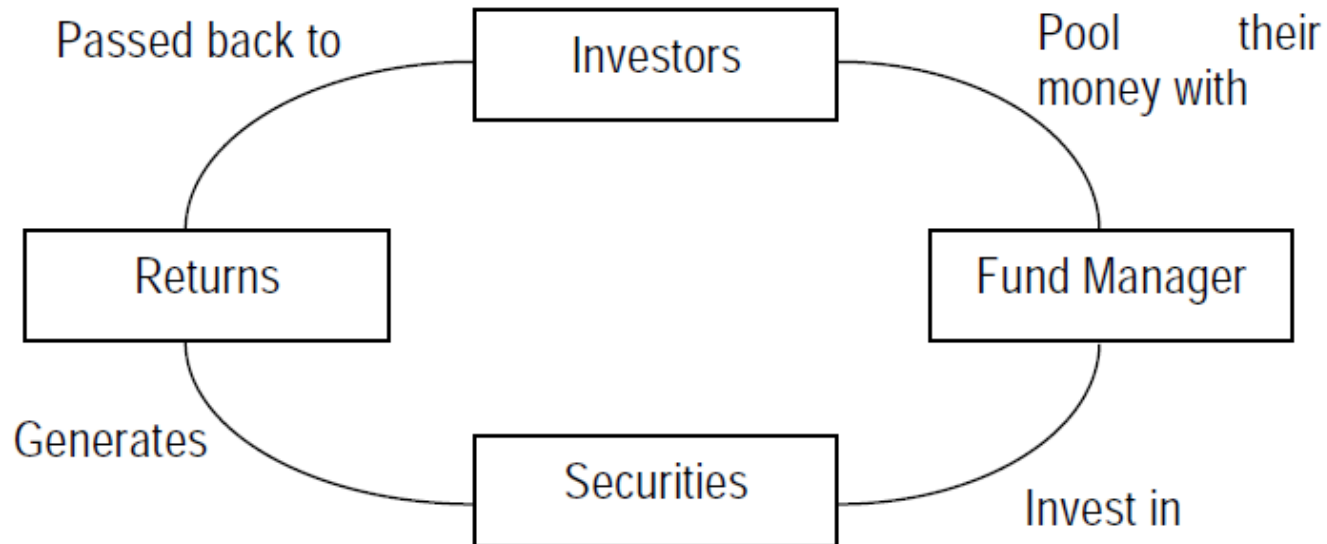 Passed back to
Investors
Pool their
money with
Returns
Fund Manager
Generates
Securities
Invest in